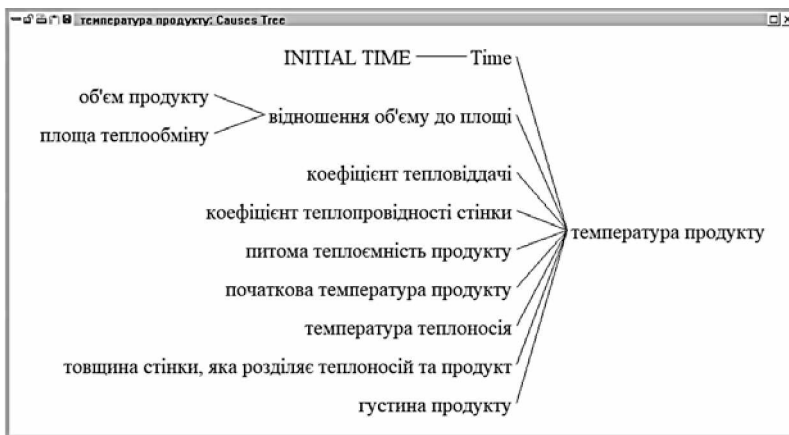 температура продукту: Causes Tree
INITIAL TIME Time
об'єм продукту
відношення об'єму до площі
площа теплообміну
коефіцієнт тепловіддачі
коефіцієнт теплопровідності стінки
температура продукту
питома теплоємність продукту
початкова температура продукту
температура теплоносія
товщина стінки, яка розділяє теплоносій та продукт
густина продукту